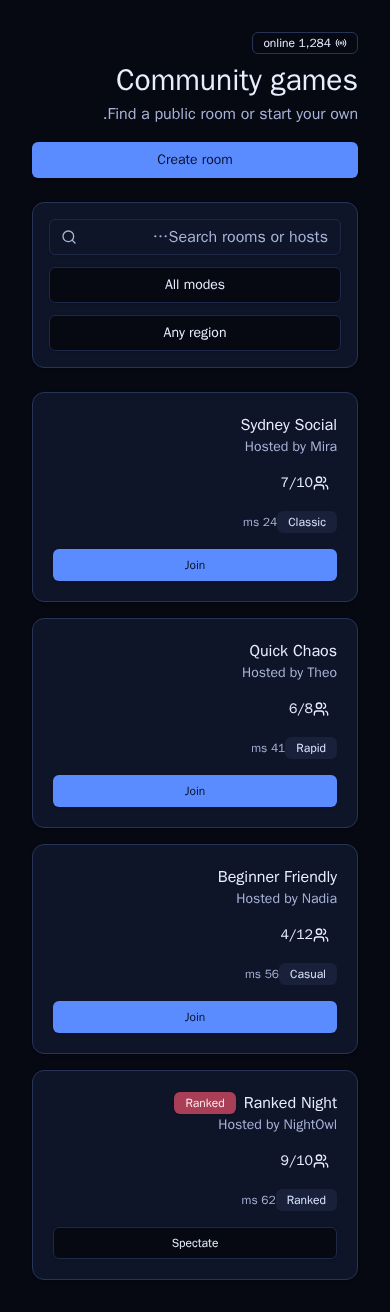 online 1,284
Community games
.Find a public room or start your own
Create room
···Search rooms or hosts
All modes
Any region
Sydney Social
Hosted by Mira
7/10
ms 24 Classic
Join
Quick Chaos
Hosted by Theo
6/8
ms 41 Rapid
Join
Beginner Friendly
Hosted by Nadia
4/12
ms 56 Casual
Join
Ranked Ranked Night
Hosted by NightOwl
9/10
ms 62 Ranked
Spectate